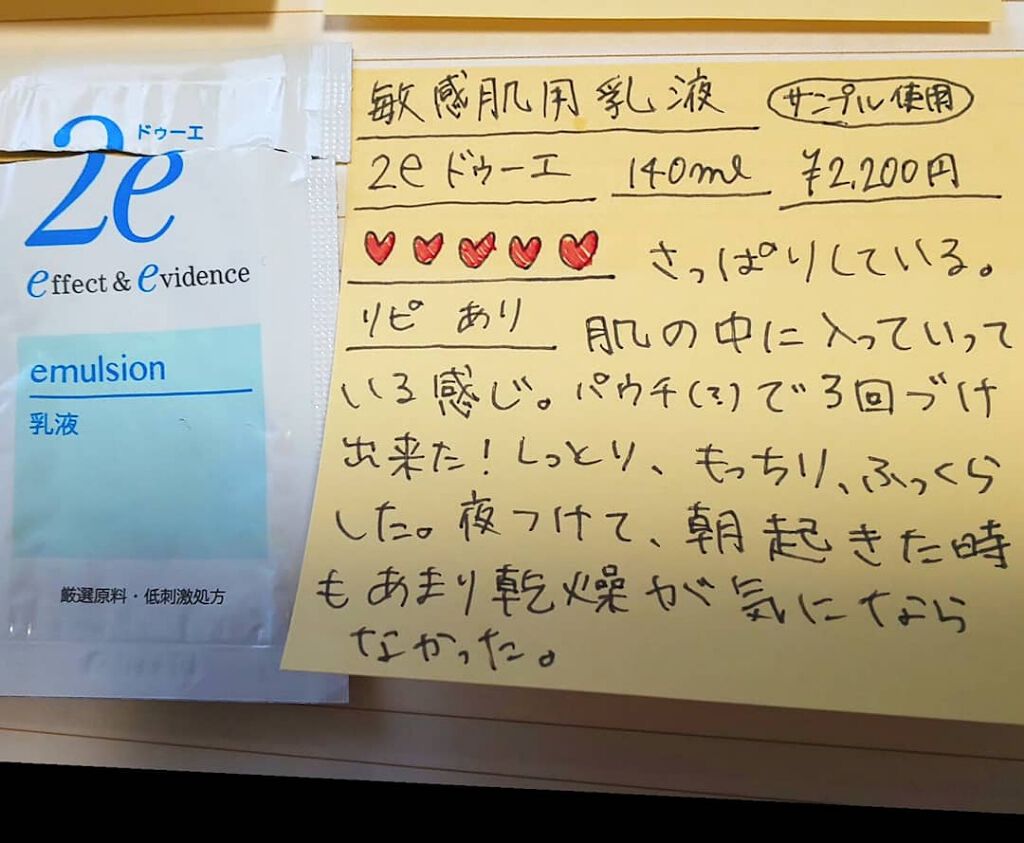 2e
ドゥーエ
effect & evidence
emulsion
乳液
厳選原料・低刺激処方
敏感肌用乳液 サンプル使用
2e ドゥーエ 140ml ¥2,200円
さっぱりしている。
リピあり 肌の中に入っていって
いる感じ。パウチ(?)で3回づけ
出来た！しっとり、もっちり、ふっくら
した。夜つけて、朝起きた時
もあまり乾燥が気になら
なかった。